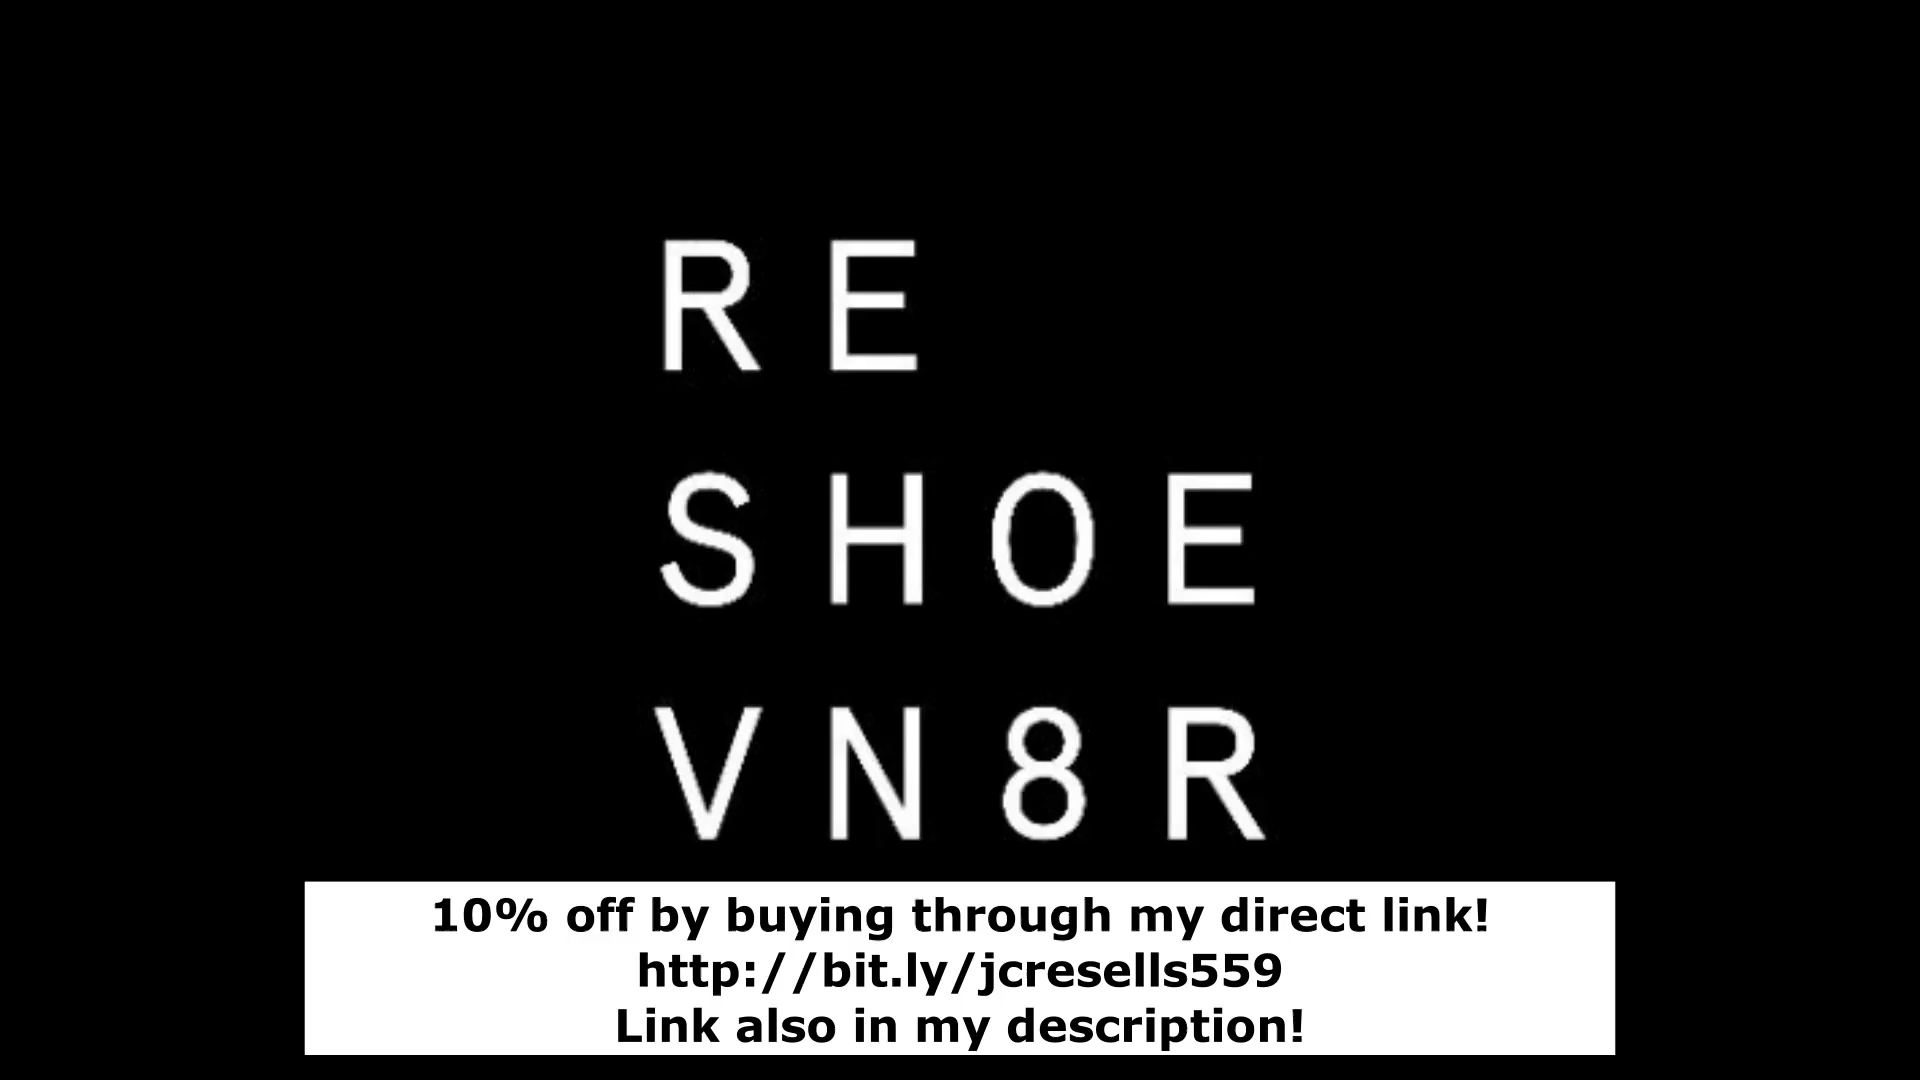 RE
SHOE
VN8R
10% off by buying through my direct link!
http://bit.ly/jcresells559
Link also in my description!